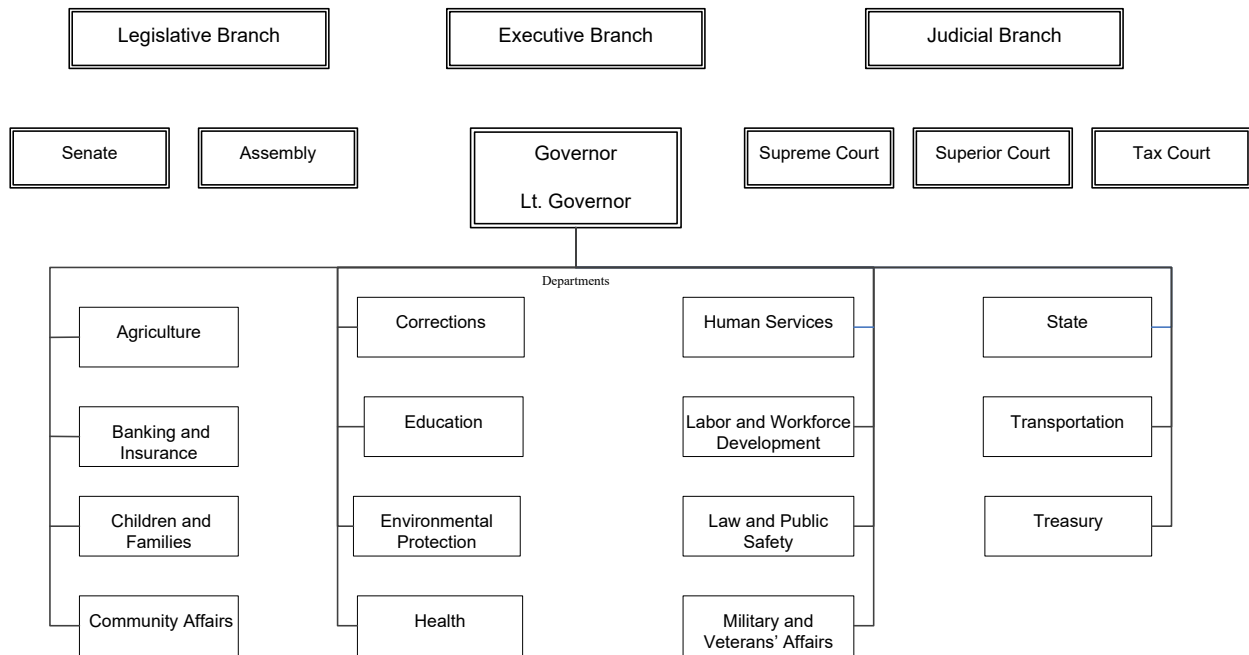 Legislative Branch
Executive Branch
Judicial Branch
Senate
Assembly
Governor
Lt. Governor
Supreme Court
Superior Court
Tax Court
Departments
Agriculture
Banking and
Insurance
Children and
Families
Community Affairs
Corrections
Education
Environmental
Protection
Health
Human Services
Labor and Workforce
Development
Law and Public
Safety
Military and
Veterans’ Affairs
State
Transportation
Treasury